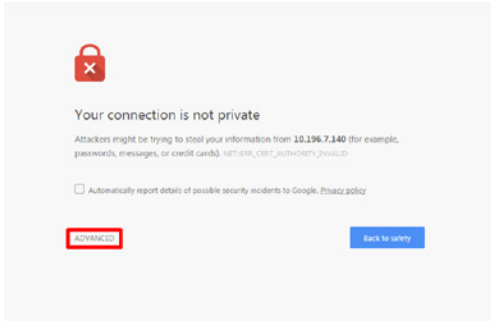 Your connection is not private
Attackers might be trying to steal your information from 10.196.7.140 (for example,
passwords, messages, or credit cards). NET::ERR_CERT_AUTHORITY_INVALID
Automatically report details of possible security incidents to Google. Privacy policy
ADVANCED
Back to safety